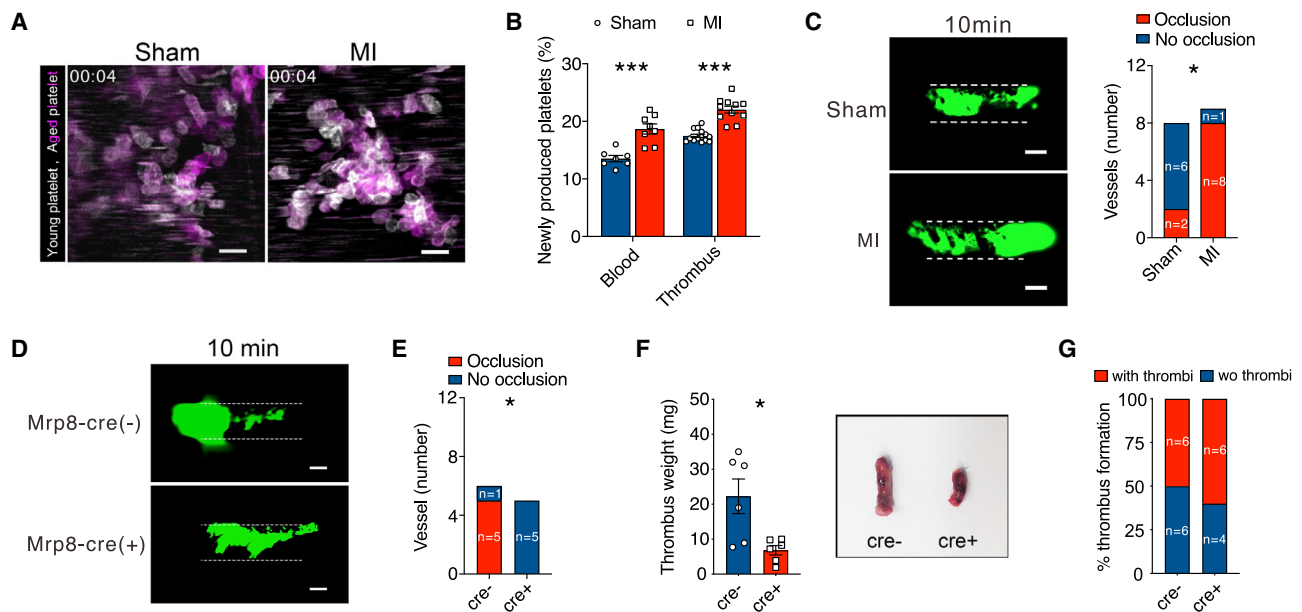 A
Sham
MI
Young platelet , Aged platelet
00:04
00:04
B
Sham
MI
Newly produced platelets (%)
30
20
10
0
***
***
Blood
Thrombus
C
10min
Sham
MI
Occlusion
No occlusion
Vessels (number)
12
8
4
0
*
n=6
n=2
n=1
n=8
Sham
MI
D
10 min
Mrp8-cre(-)
Mrp8-cre(+)
E
Occlusion
No occlusion
Vessel (number)
12
8
4
0
*
n=1
n=5
n=5
cre-
cre+
F
Thrombus weight (mg)
50
40
30
20
10
0
*
cre-
cre+
cre-
cre+
G
with thrombi
wo thrombi
% thrombus formation
100
75
50
25
0
n=6
n=6
n=6
n=4
cre-
cre+